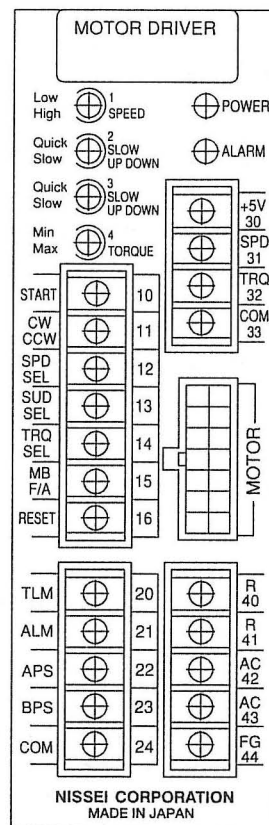 MOTOR DRIVER
Low
High
1
SPEED
POWER
Quick
Slow
2
SLOW
UP DOWN
ALARM
Quick
Slow
3
SLOW
UP DOWN
Min
Max
4
TORQUE
+5V
30
SPD
31
TRQ
32
COM
33
START 10
CW
CCW
11
SPD
SEL
12
SUD
SEL
13
TRQ
SEL
14
MB
F/A
15
RESET 16
MOTOR
TLM 20
ALM 21
APS 22
BPS 23
COM 24
R
40
R
41
AC
42
AC
43
FG
44
NISSEI CORPORATION
MADE IN JAPAN